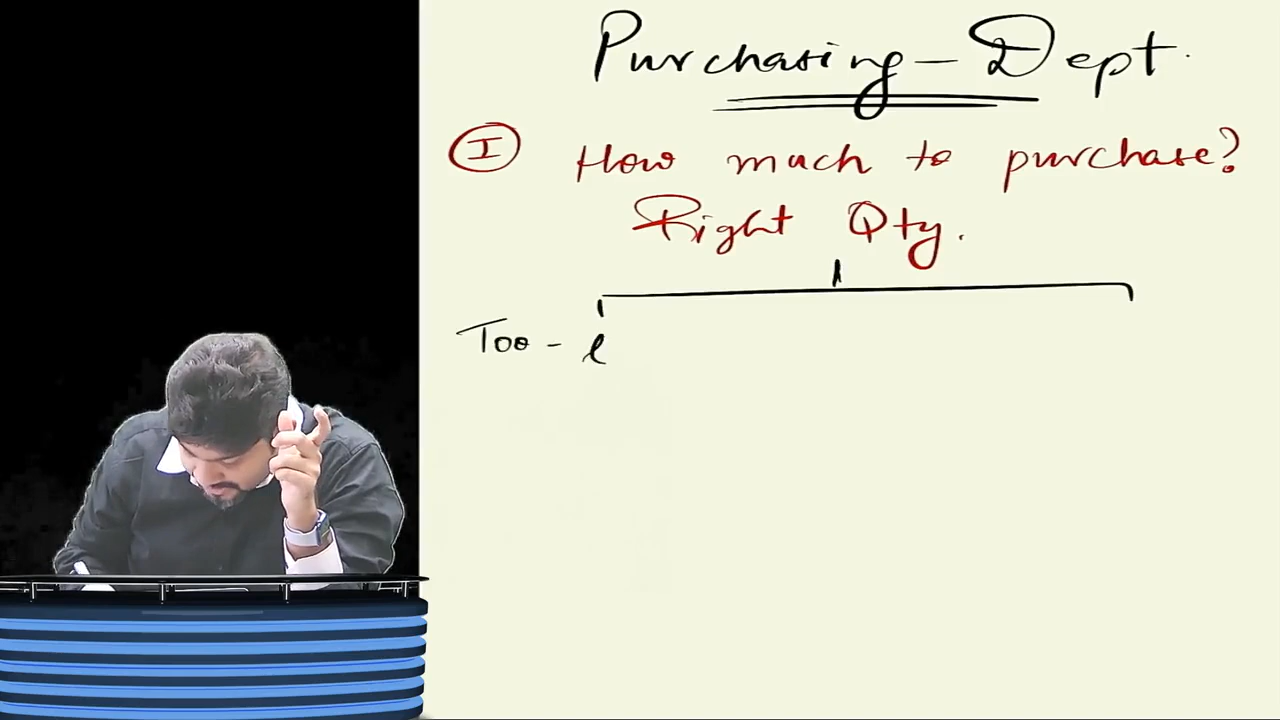 Purchasing - Dept.
I How much to purchase?
Right Qty.
Too - l